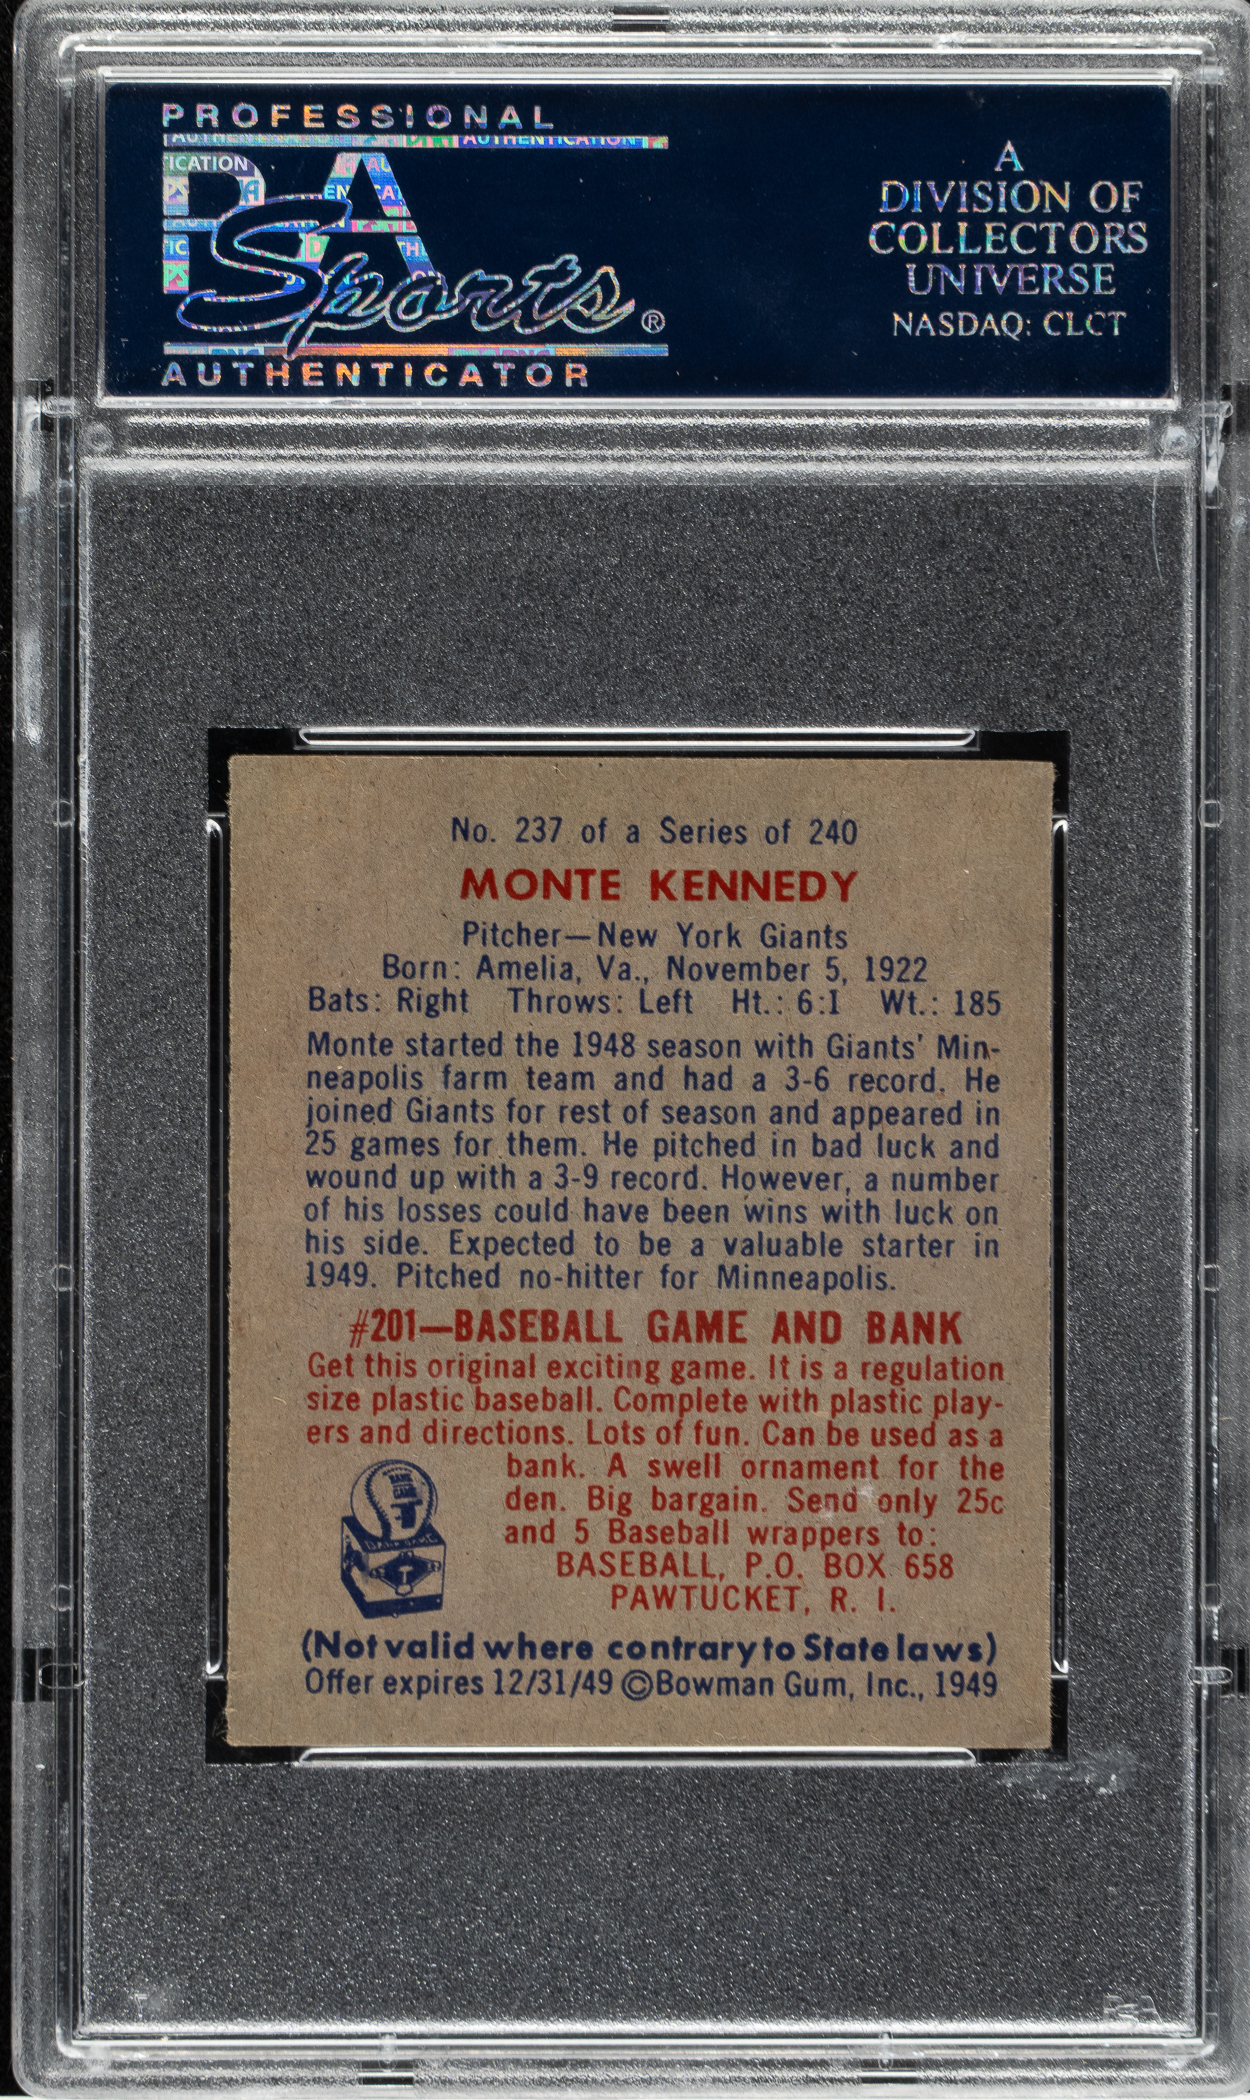 PROFESSIONAL
PSA
Sports®
AUTHENTICATOR
A
DIVISION OF
COLLECTORS
UNIVERSE
NASDAQ: CLCT
No. 237 of a Series of 240
MONTE KENNEDY
Pitcher—New York Giants
Born: Amelia, Va., November 5, 1922
Bats: Right Throws: Left Ht.: 6:1 Wt.: 185
Monte started the 1948 season with Giants' Min-
neapolis farm team and had a 3-6 record. He
joined Giants for rest of season and appeared in
25 games for them. He pitched in bad luck and
wound up with a 3-9 record. However, a number
of his losses could have been wins with luck on
his side. Expected to be a valuable starter in
1949. Pitched no-hitter for Minneapolis.
#201—BASEBALL GAME AND BANK
Get this original exciting game. It is a regulation
size plastic baseball. Complete with plastic play-
ers and directions. Lots of fun. Can be used as a
bank. A swell ornament for the
den. Big bargain. Send only 25c
and 5 Baseball wrappers to:
BASEBALL, P.O. BOX 658
PAWTUCKET, R. I.
(Not valid where contrary to State laws)
Offer expires 12/31/49 ©Bowman Gum, Inc., 1949
PSA